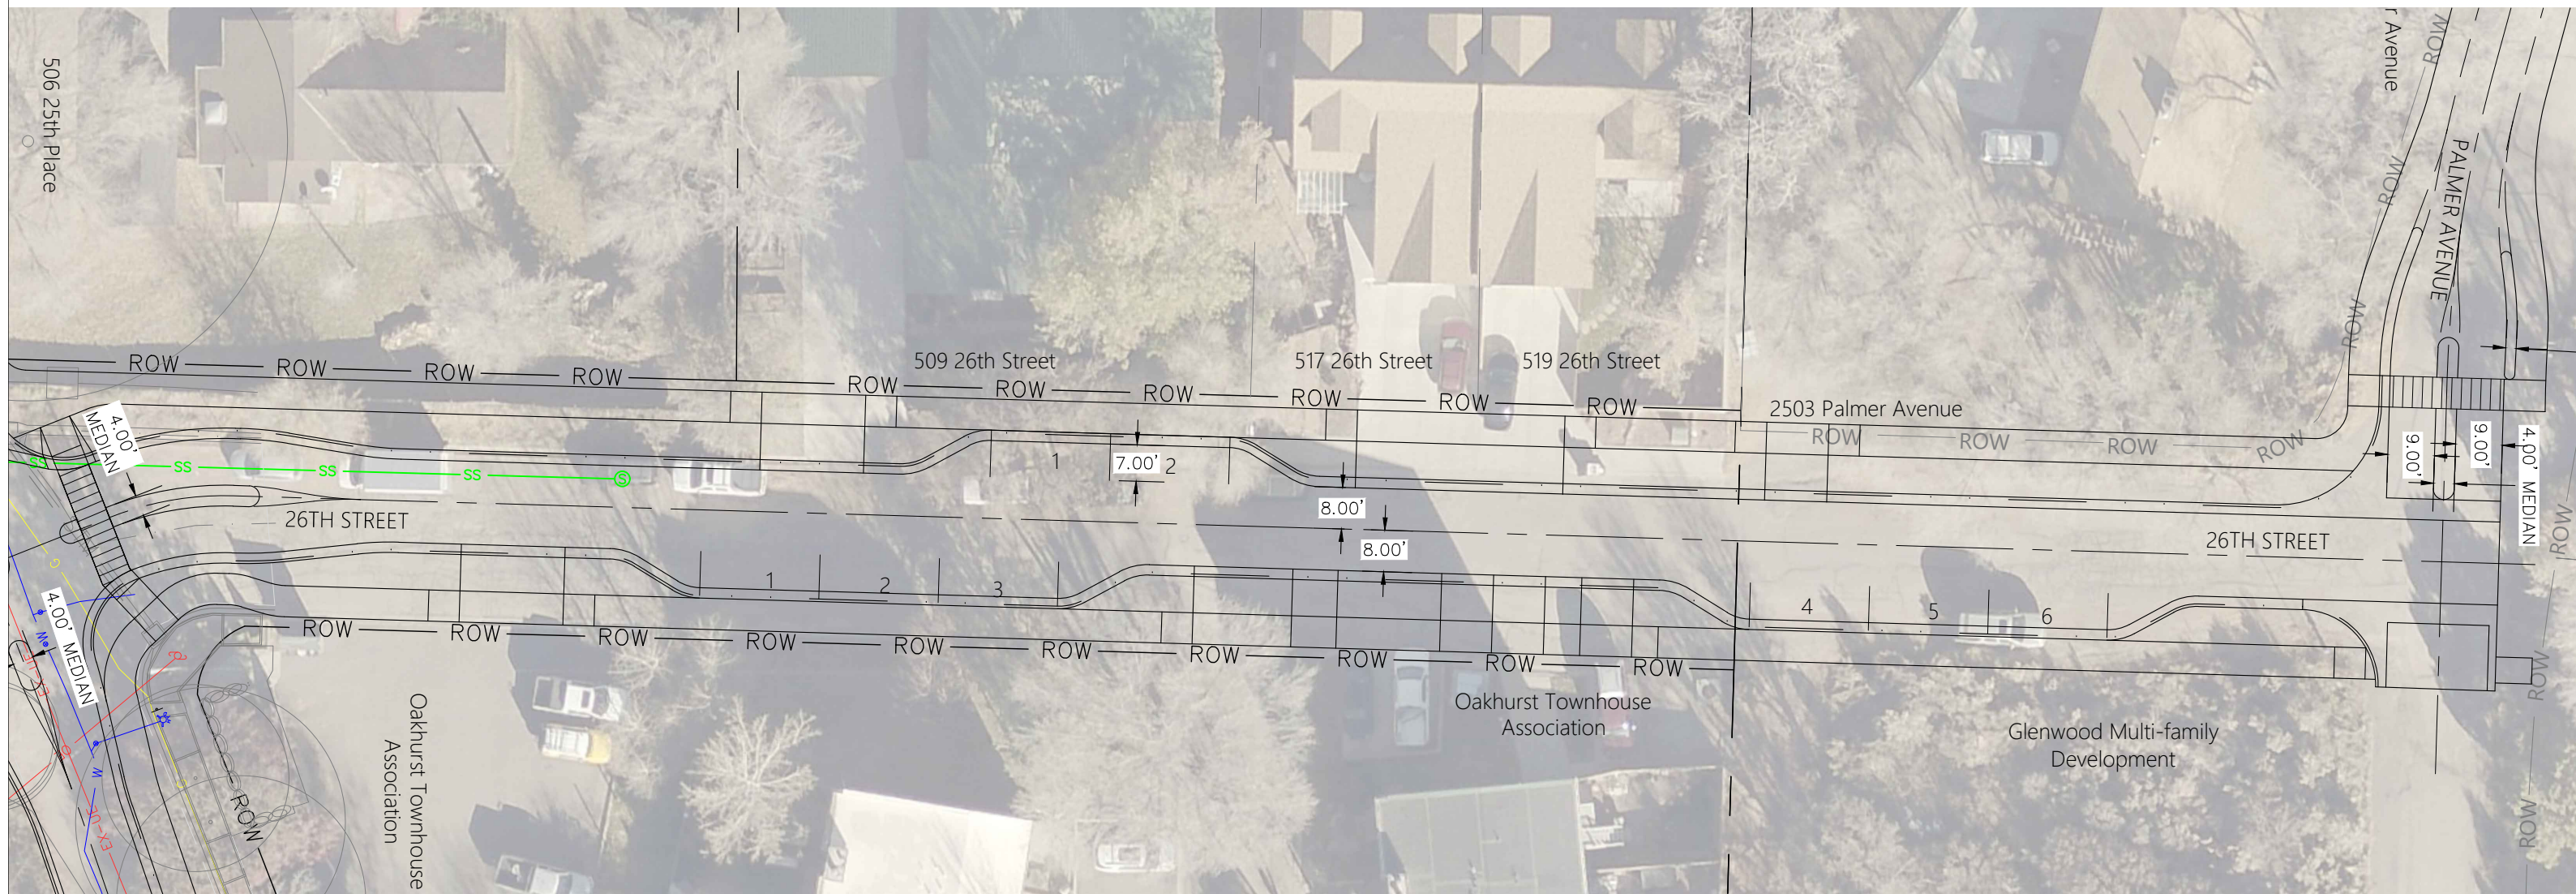 506 25th Place
r Avenue
ROW
ROW
ROW
PALMER AVENUE
ROW ROW ROW ROW
ROW ROW ROW ROW ROW ROW
509 26th Street
517 26th Street
519 26th Street
2503 Palmer Avenue
ROW ROW ROW ROW
4.00'
MEDIAN
SS SS SS SS
S
1
7.00'
2
8.00'
8.00'
9.00'
9.00'
4.00' MEDIAN
26TH STREET
26TH STREET
G
1 2 3
4 5 6
4.00' MEDIAN
W
W
EX-UE
EX-UE
ROW
ROW ROW ROW ROW ROW ROW ROW ROW ROW ROW
Oakhurst Townhouse
Association
Oakhurst Townhouse
Association
Glenwood Multi-family
Development
ROW
ROW
ROW